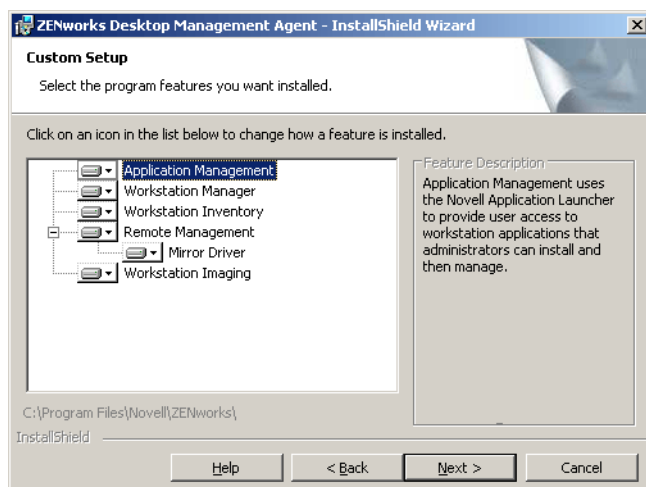 ZENworks Desktop Management Agent - InstallShield Wizard
Custom Setup
Select the program features you want installed.
Click on an icon in the list below to change how a feature is installed.
Application Management
Workstation Manager
Workstation Inventory
Remote Management
Mirror Driver
Workstation Imaging
Feature Description
Application Management uses
the Novell Application Launcher
to provide user access to
workstation applications that
administrators can install and
then manage.
C:\Program Files\Novell\ZENworks\
InstallShield
Help
< Back
Next >
Cancel